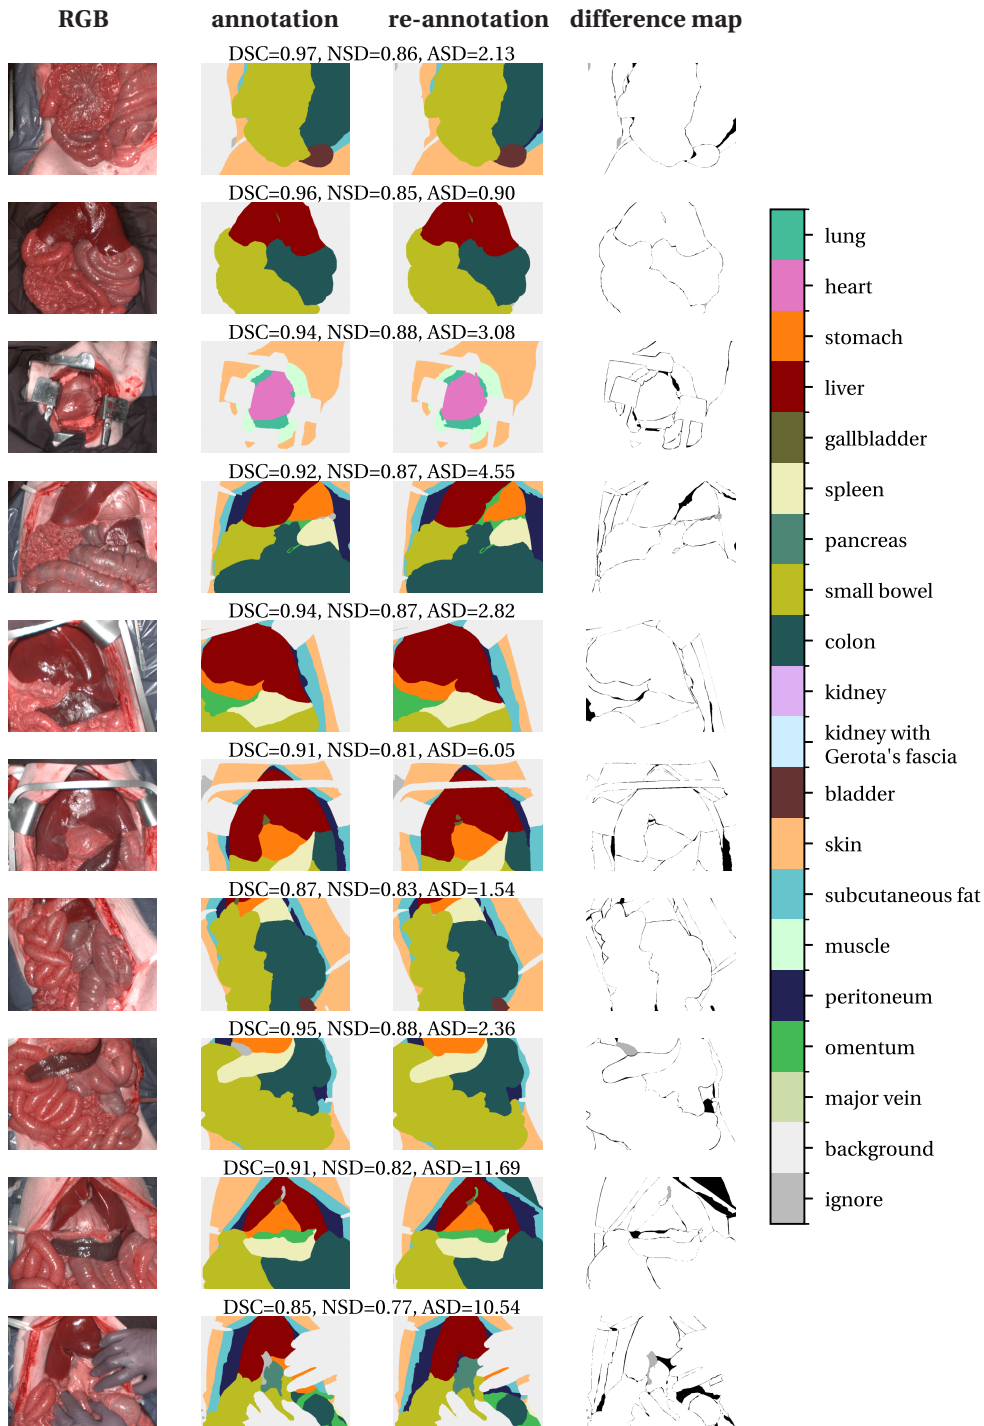 RGB annotation re-annotation difference map
DSC=0.97, NSD=0.86, ASD=2.13
DSC=0.96, NSD=0.85, ASD=0.90
DSC=0.94, NSD=0.88, ASD=3.08
DSC=0.92, NSD=0.87, ASD=4.55
DSC=0.94, NSD=0.87, ASD=2.82
DSC=0.91, NSD=0.81, ASD=6.05
DSC=0.87, NSD=0.83, ASD=1.54
DSC=0.95, NSD=0.88, ASD=2.36
DSC=0.91, NSD=0.82, ASD=11.69
DSC=0.85, NSD=0.77, ASD=10.54
lung
heart
stomach
liver
gallbladder
spleen
pancreas
small bowel
colon
kidney
kidney with
Gerota's fascia
bladder
skin
subcutaneous fat
muscle
peritoneum
omentum
major vein
background
ignore